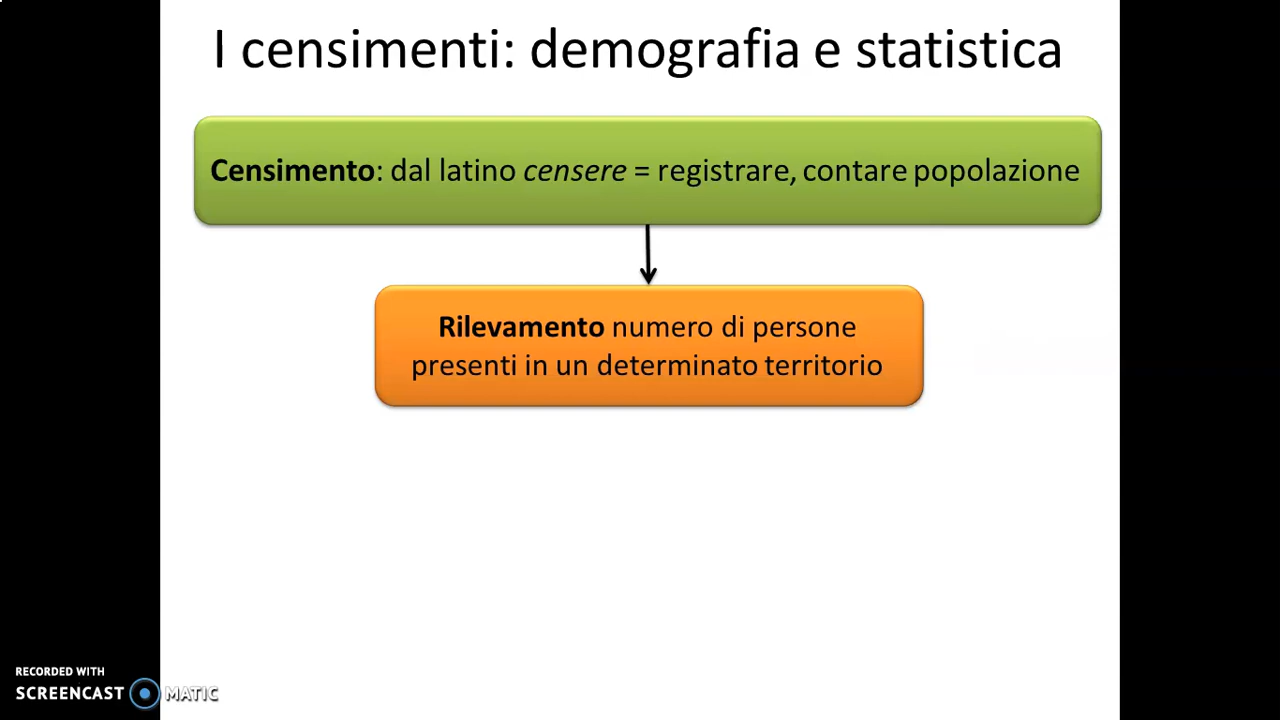 I censimenti: demografia e statistica
Censimento: dal latino censere = registrare, contare popolazione
Rilevamento numero di persone
presenti in un determinato territorio
RECORDED WITH
SCREENCAST MATIC